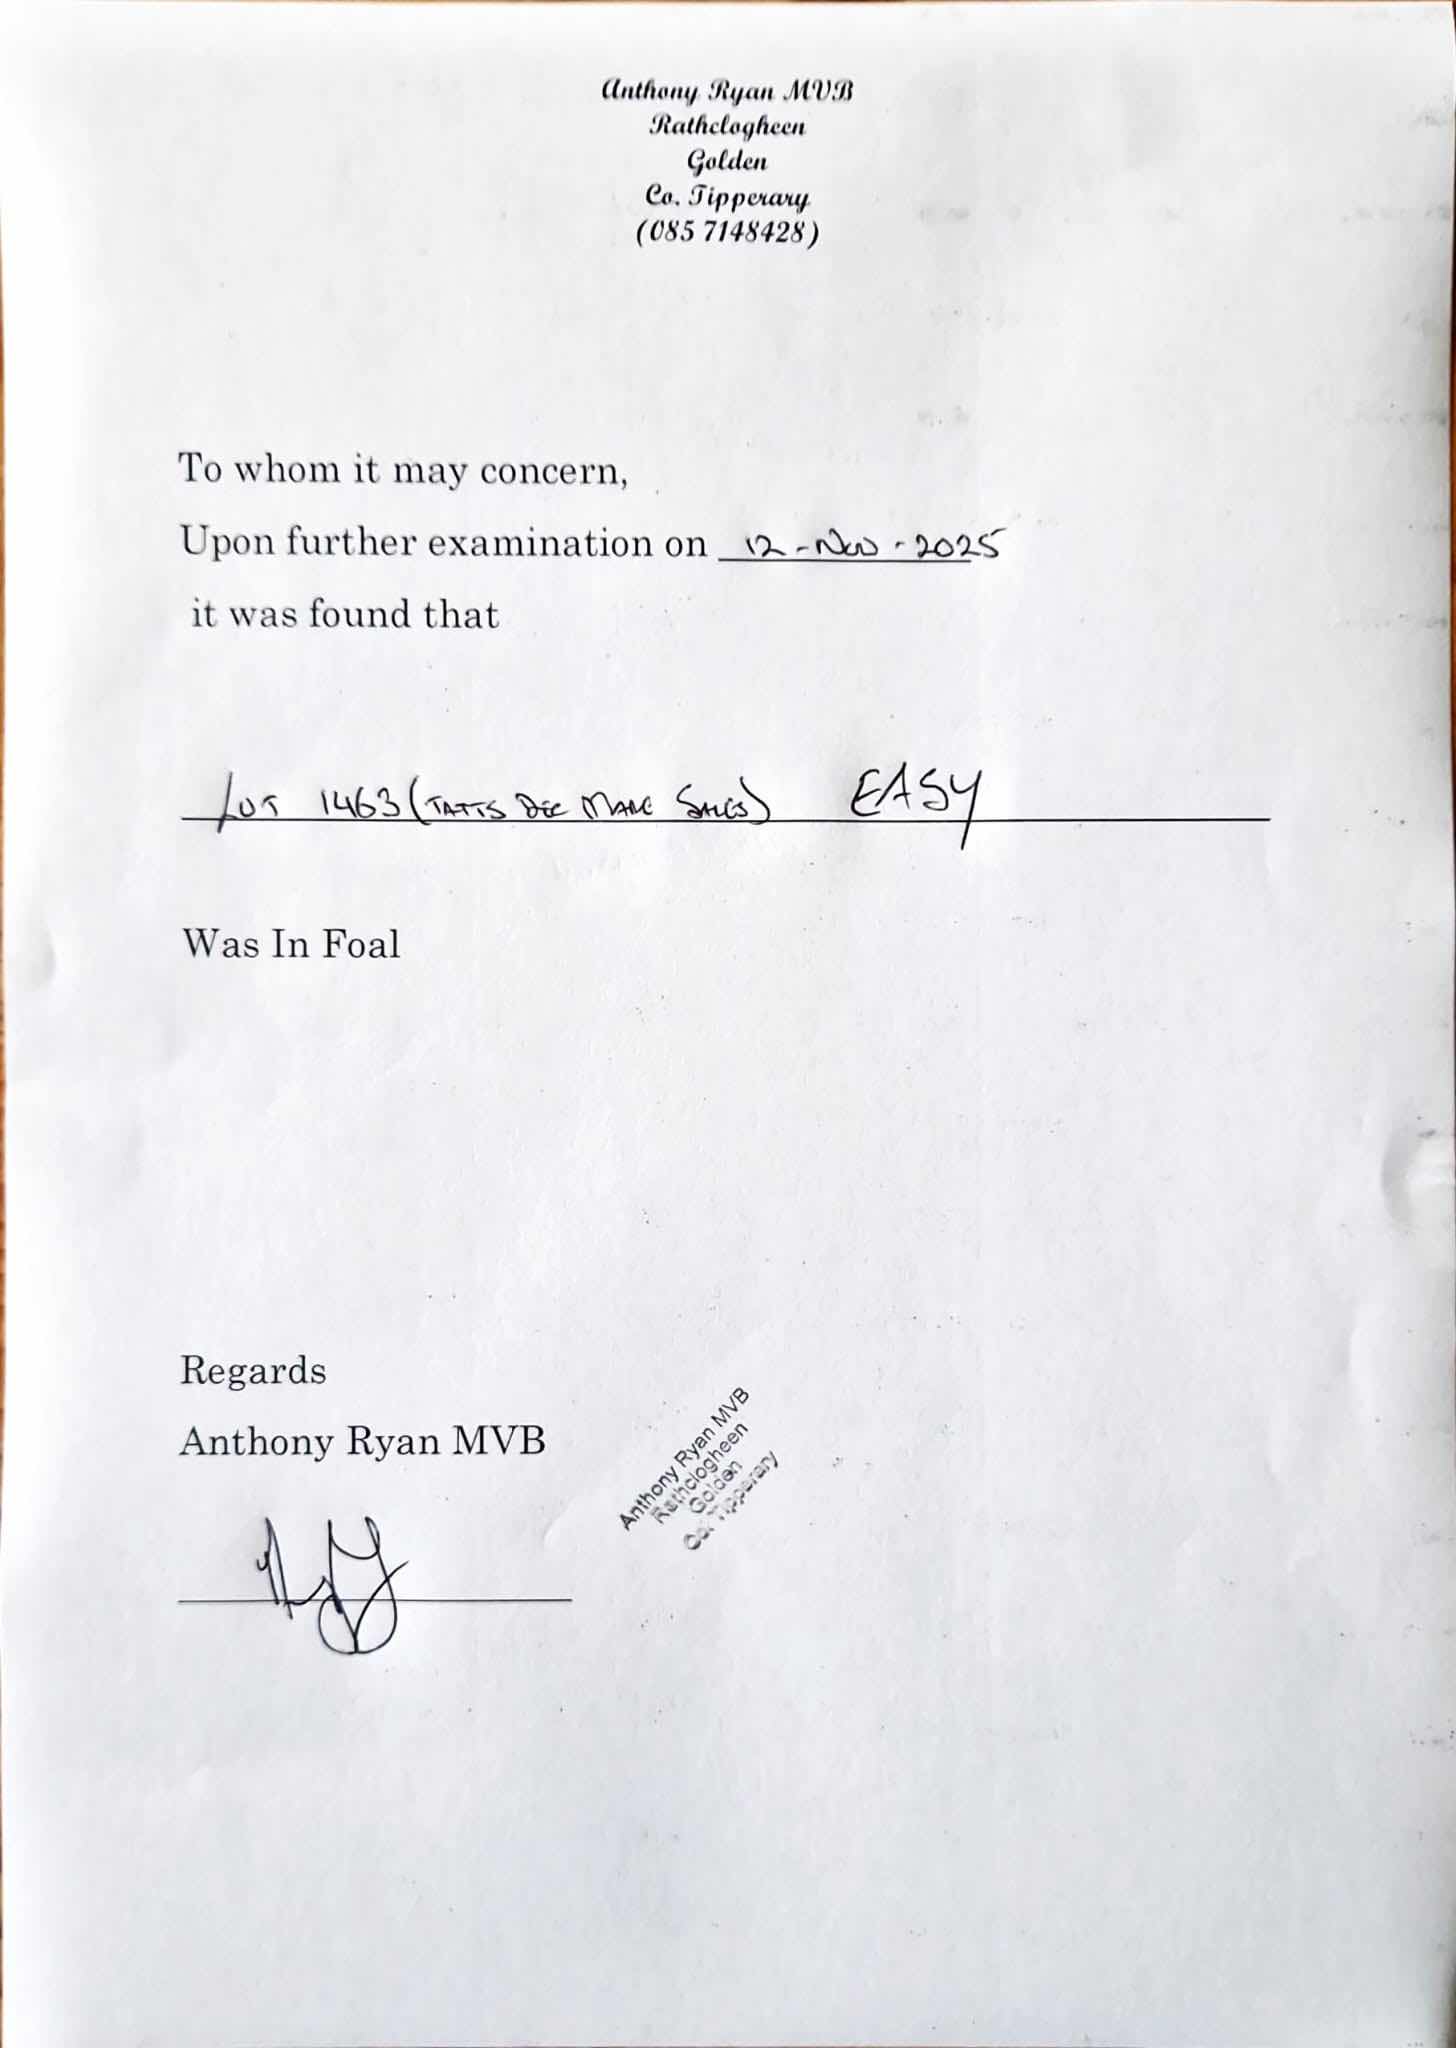 Anthony Ryan MVB
Rathclogheen
Golden
Co. Tipperary
(085 7148428)
To whom it may concern,
Upon further examination on 12-Nov-2025
it was found that
Lot 1463 (TATTS DEC MARE SALES) EASY
Was In Foal
Regards
Anthony Ryan MVB
Anthony Ryan MVB
Rathclogheen
Golden
Co. Tipperary